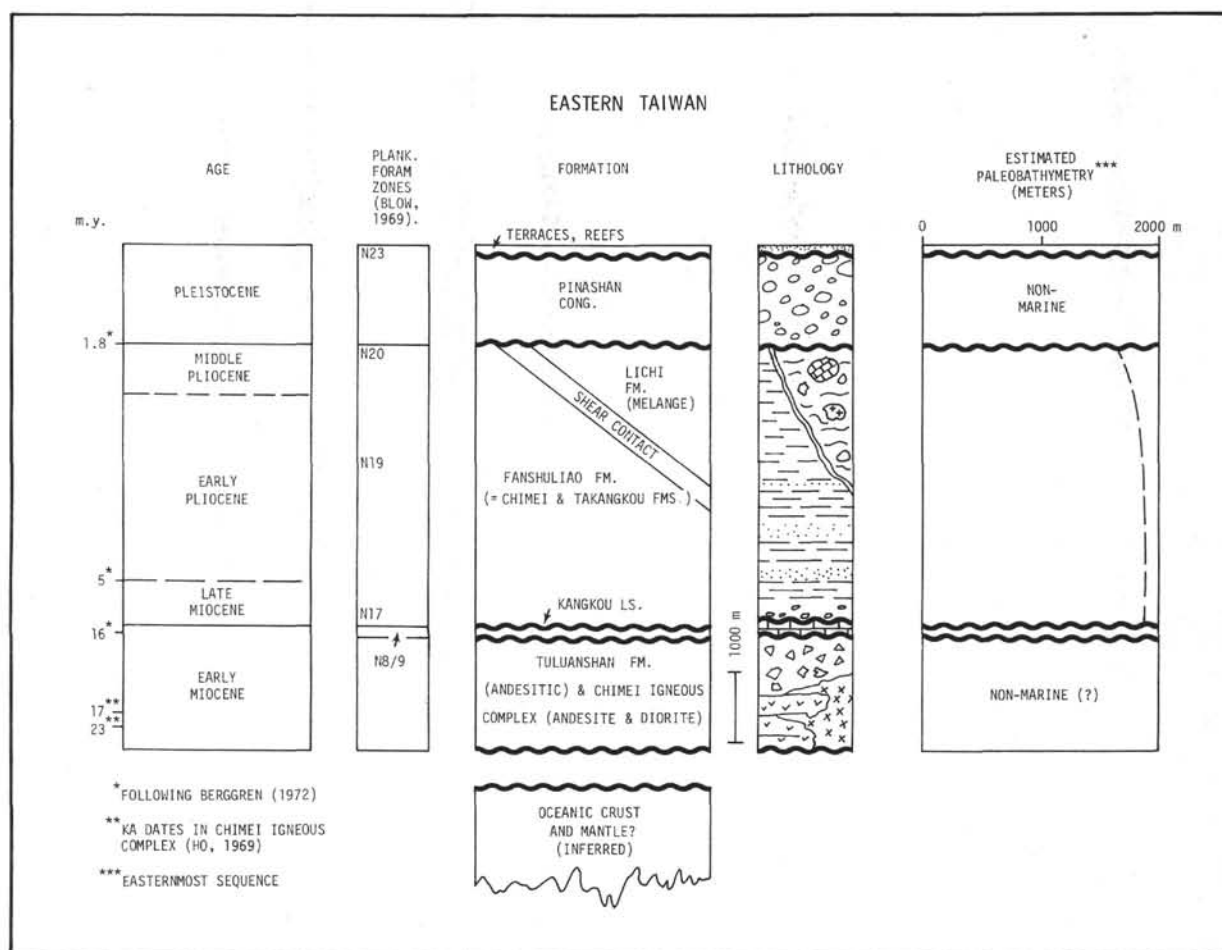 EASTERN TAIWAN
AGE
PLANK.
FORAM
ZONES
(BLOW,
1969).
FORMATION
LITHOLOGY
ESTIMATED
PALEOBATHYMETRY***
(METERS)
m.y.
0 1000 2000 m
TERRACES, REEFS
N23
PLEISTOCENE
PINASHAN
CONG.
NON-
MARINE
1.8*
N20
MIDDLE
PLIOCENE
LICHI
FM.
(MELANGE)
SHEAR CONTACT
N19
EARLY
PLIOCENE
FANSHULIAO FM.
(= CHIMEI & TAKANGKOU FMS.)
5*
LATE
MIOCENE
N17
KANGKOU LS.
16*
N8/9
1000 m
EARLY
MIOCENE
TULUANSHAN FM.
(ANDESITIC) & CHIMEI IGNEOUS
COMPLEX (ANDESITE & DIORITE)
NON-MARINE (?)
17**
23**
*FOLLOWING BERGGREN (1972)
**KA DATES IN CHIMEI IGNEOUS
COMPLEX (HO, 1969)
***EASTERNMOST SEQUENCE
OCEANIC CRUST
AND MANTLE?
(INFERRED)